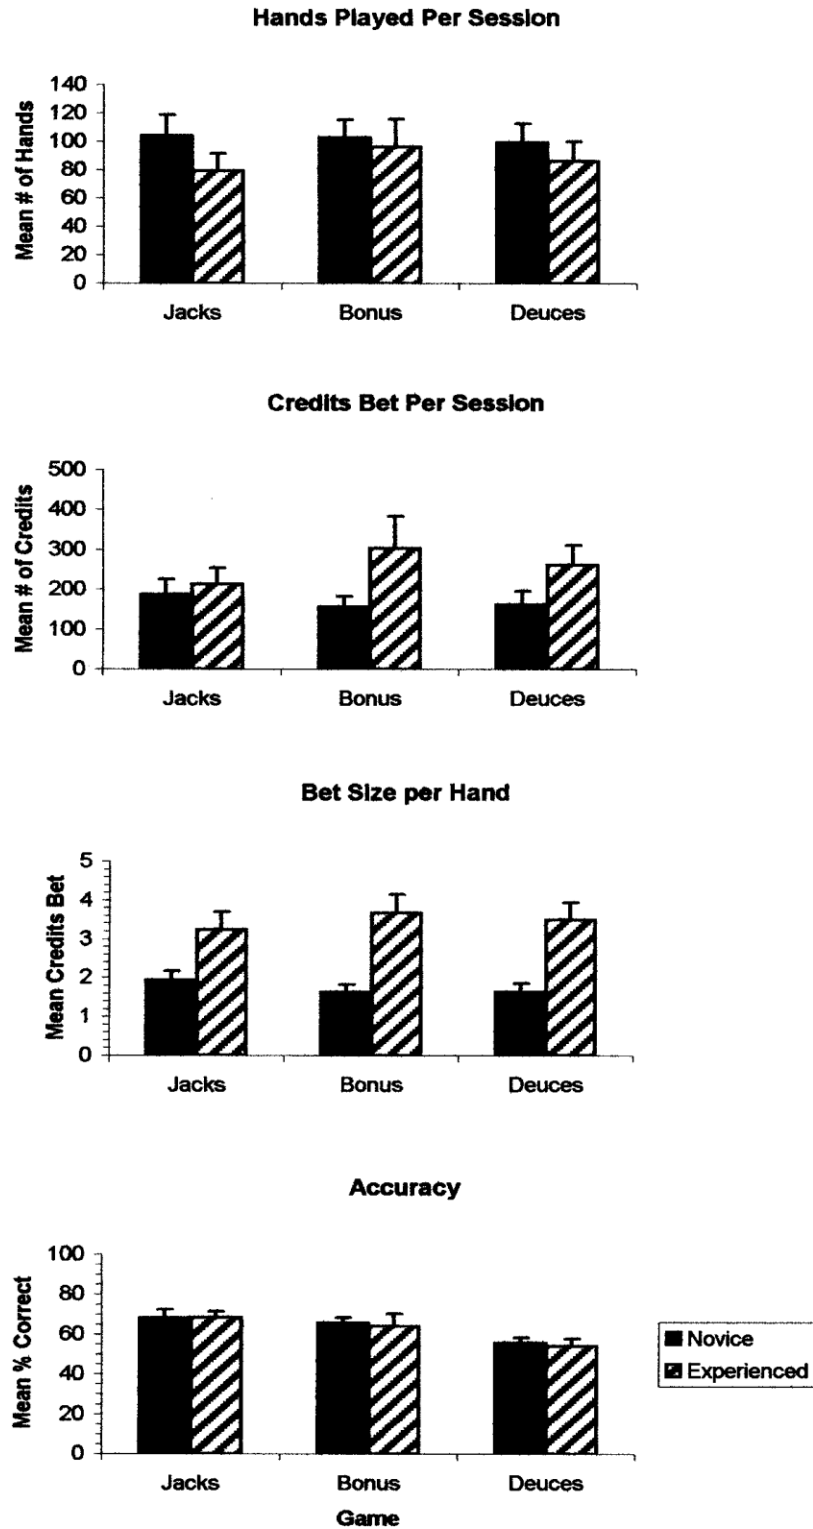 Hands Played Per Session
Mean # of Hands
140
120
100
80
60
40
20
0
Jacks Bonus Deuces
Credits Bet Per Session
Mean # of Credits
500
400
300
200
100
0
Jacks Bonus Deuces
Bet Size per Hand
Mean Credits Bet
5
4
3
2
1
0
Jacks Bonus Deuces
Accuracy
Mean % Correct
100
80
60
40
20
0
Jacks Bonus Deuces
Game
Novice
Experienced